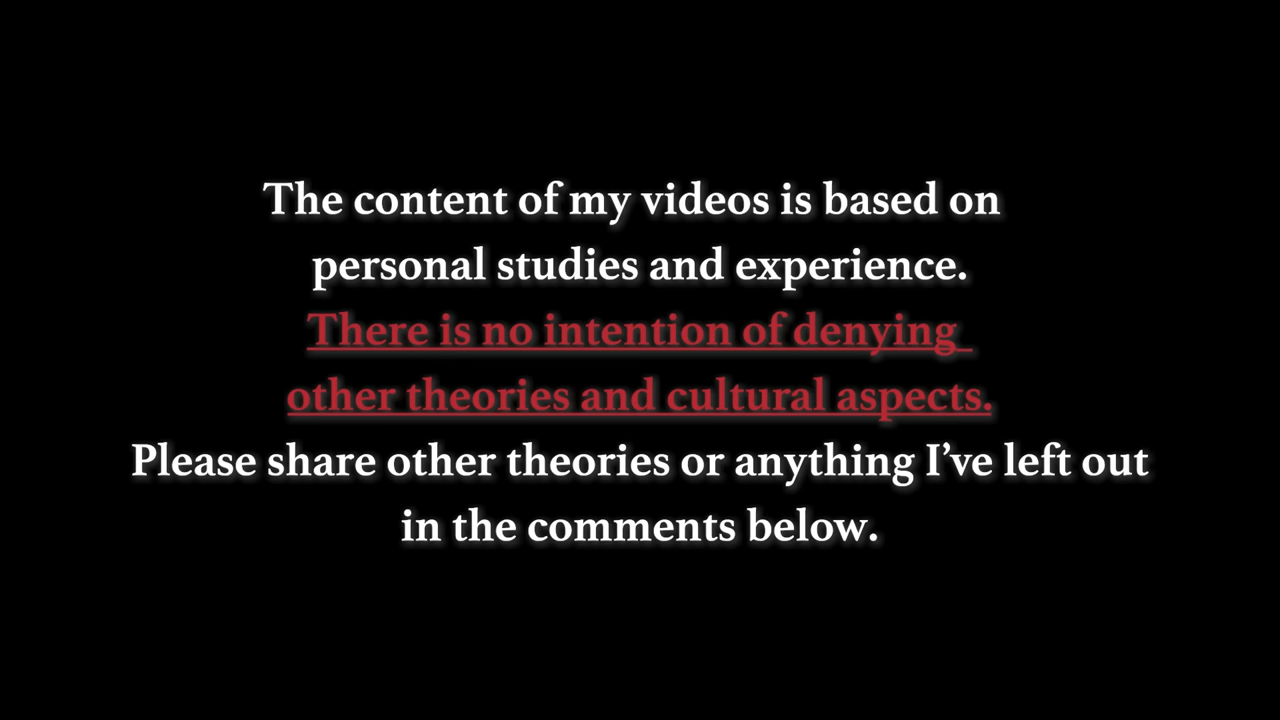 The content of my videos is based on
personal studies and experience.
There is no intention of denying
other theories and cultural aspects.
Please share other theories or anything I’ve left out
in the comments below.